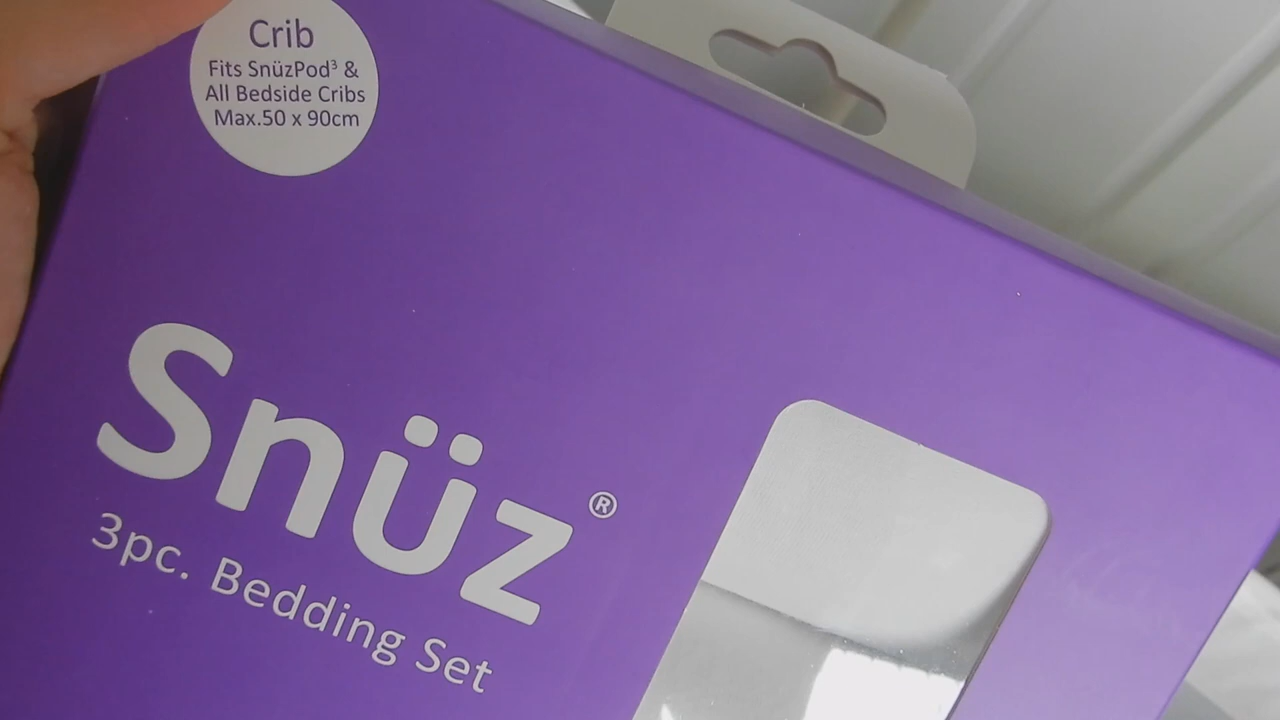 Crib
Fits SnüzPod³ &
All Bedside Cribs
Max.50 x 90cm
Snüz®
3pc. Bedding Set